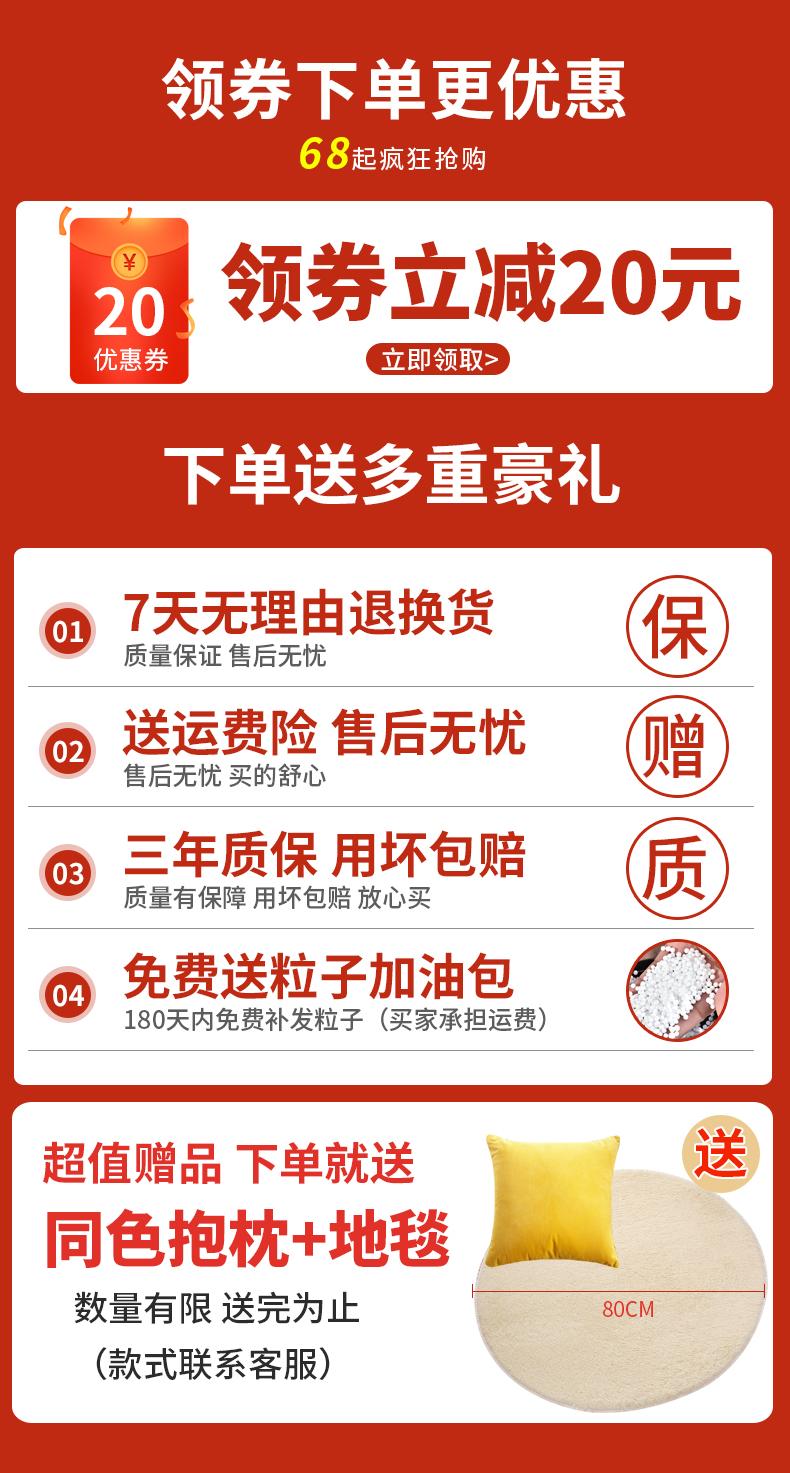 领券下单更优惠
68起疯狂抢购
¥
20
优惠券
领券立减20元
立即领取>
下单送多重豪礼
01
7天无理由退换货
质量保证 售后无忧
保
02
送运费险 售后无忧
售后无忧 买的舒心
赠
03
三年质保 用坏包赔
质量有保障 用坏包赔 放心买
质
04
免费送粒子加油包
180天内免费补发粒子（买家承担运费）
超值赠品 下单就送
同色抱枕+地毯
数量有限 送完为止
（款式联系客服）
送
80CM